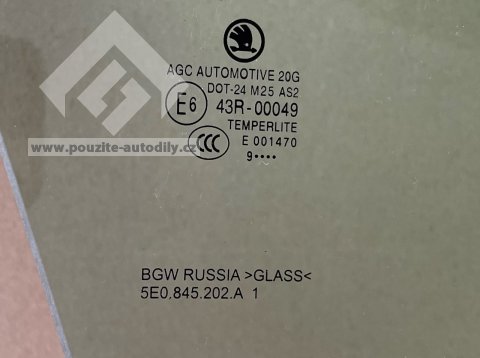 AGC AUTOMOTIVE 20G
DOT-24 M25 AS2
E6 43R-00049
TEMPERLITE
CCC E 001470
9••••
www.pouzite-autodily.cz
BGW RUSSIA >GLASS<
5E0.845.202.A 1